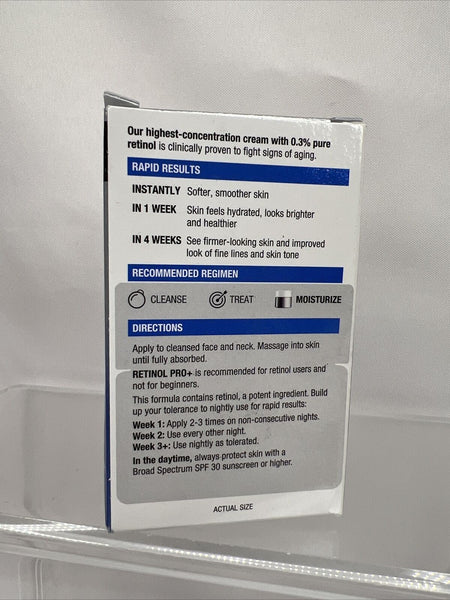 Our highest-concentration cream with 0.3% pure
retinol is clinically proven to fight signs of aging.
RAPID RESULTS
INSTANTLY Softer, smoother skin
IN 1 WEEK Skin feels hydrated, looks brighter
and healthier
IN 4 WEEKS See firmer-looking skin and improved
look of fine lines and skin tone
RECOMMENDED REGIMEN
CLEANSE TREAT MOISTURIZE
DIRECTIONS
Apply to cleansed face and neck. Massage into skin
until fully absorbed.
RETINOL PRO+ is recommended for retinol users and
not for beginners.
This formula contains retinol, a potent ingredient. Build
up your tolerance to nightly use for rapid results:
Week 1: Apply 2-3 times on non-consecutive nights.
Week 2: Use every other night.
Week 3+: Use nightly as tolerated.
In the daytime, always protect skin with a
Broad Spectrum SPF 30 sunscreen or higher.
ACTUAL SIZE